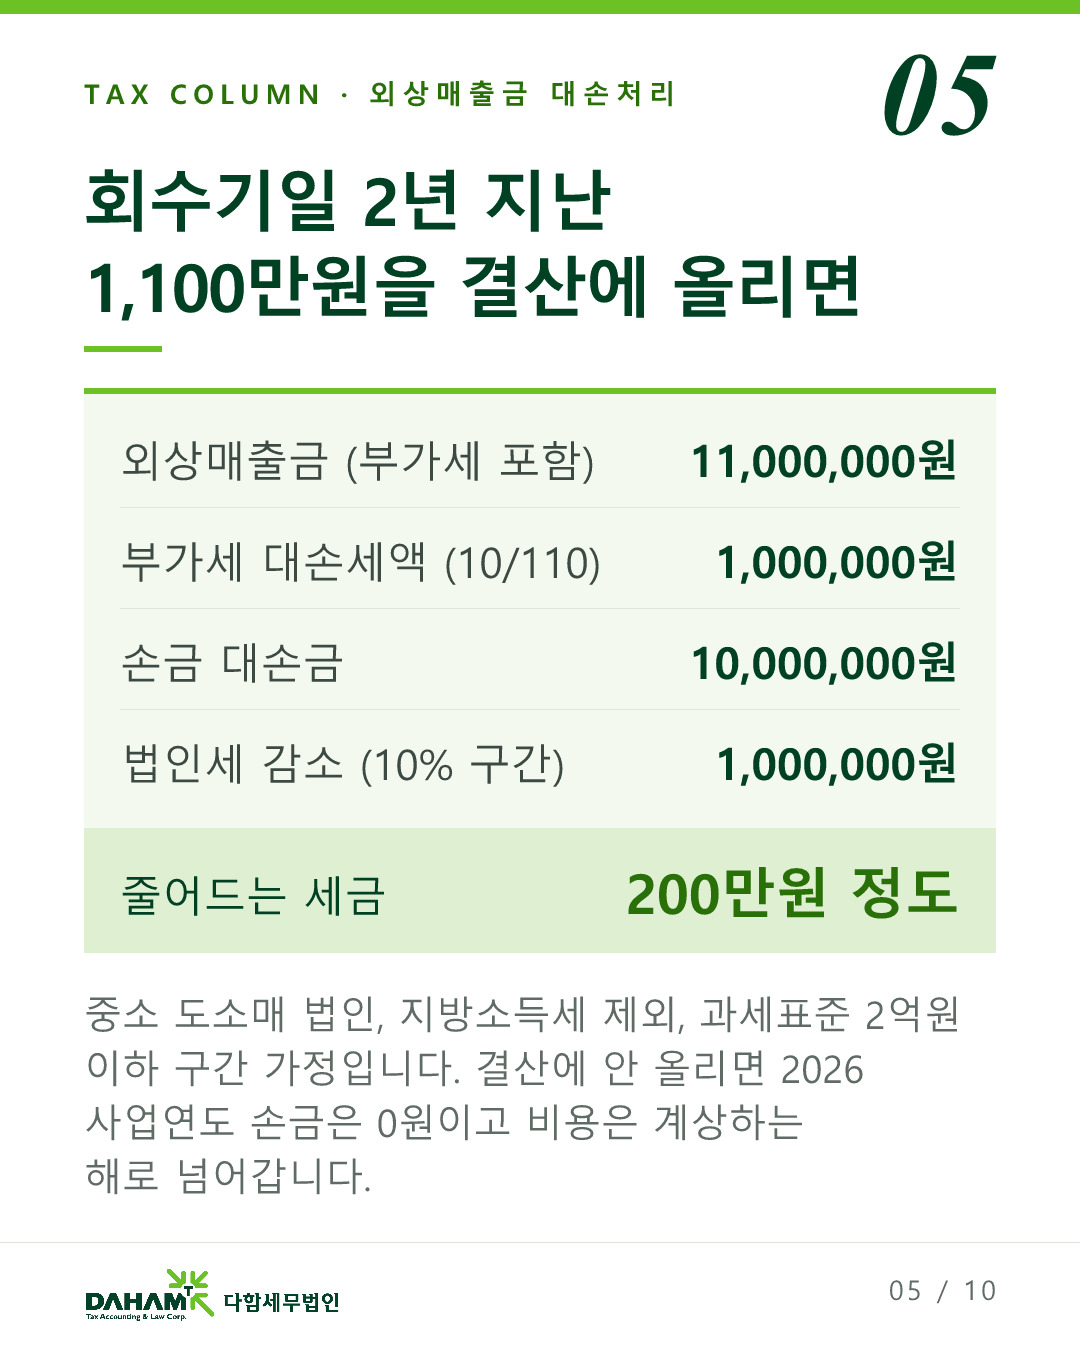 TAX COLUMN · 외상매출금 대손처리
05
회수기일 2년 지난
1,100만원을 결산에 올리면
외상매출금 (부가세 포함) 11,000,000원
부가세 대손세액 (10/110) 1,000,000원
손금 대손금 10,000,000원
법인세 감소 (10% 구간) 1,000,000원
줄어드는 세금 200만원 정도
중소 도소매 법인, 지방소득세 제외, 과세표준 2억원
이하 구간 가정입니다. 결산에 안 올리면 2026
사업연도 손금은 0원이고 비용은 계상하는
해로 넘어갑니다.
DAHAM T 다함세무법인
Tax Accounting & Law Corp.
05 / 10